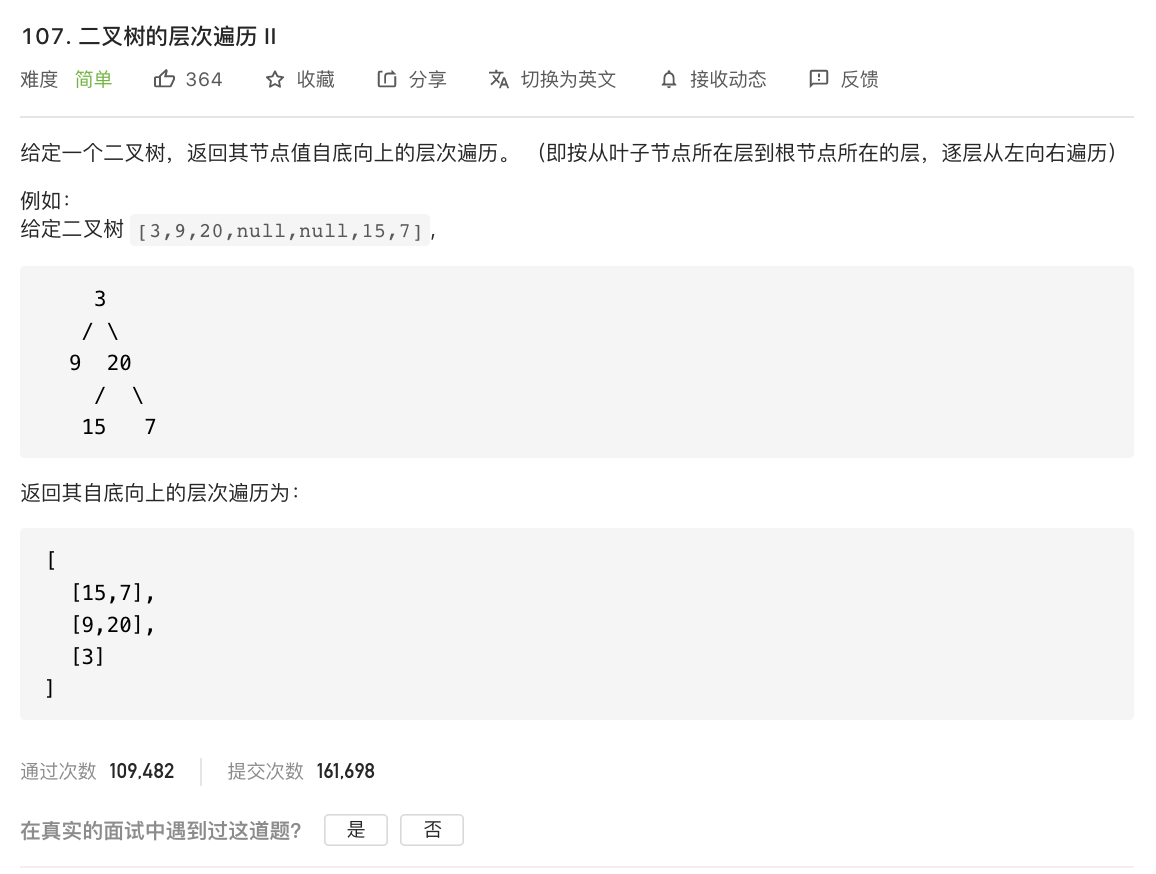 107. 二叉树的层次遍历 II
难度 简单 364 收藏 分享 切换为英文 接收动态 反馈
给定一个二叉树，返回其节点值自底向上的层次遍历。 （即按从叶子节点所在层到根节点所在的层，逐层从左向右遍历）
例如：
给定二叉树 [3,9,20,null,null,15,7],
3
/ \
9 20
/ \
15 7
返回其自底向上的层次遍历为：
[
[15,7],
[9,20],
[3]
]
通过次数 109,482 提交次数 161,698
在真实的面试中遇到过这道题? 是 否